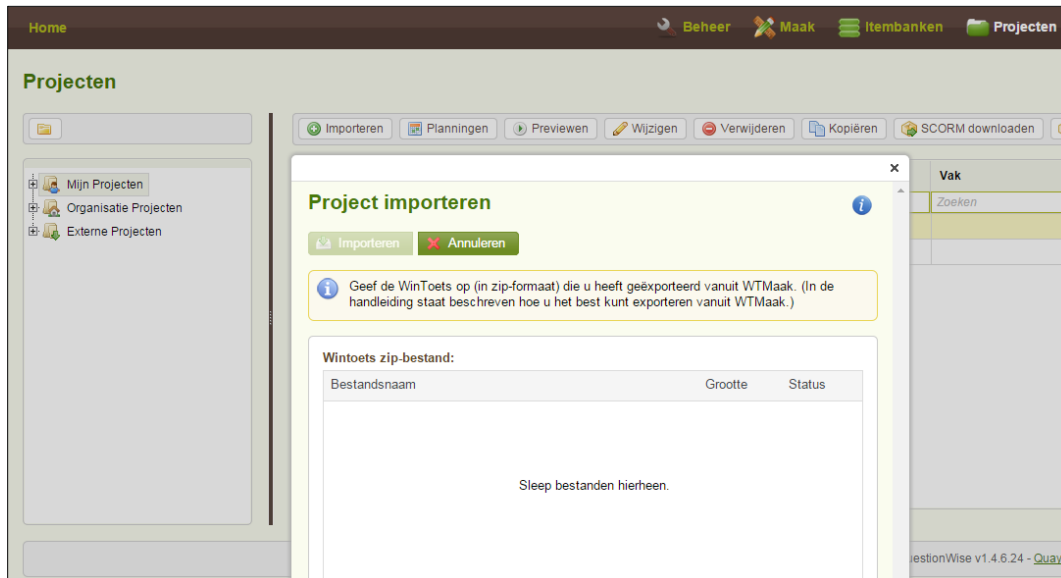 Home
Beheer
Maak
Itembanken
Projecten
Projecten
Importeren
Planningen
Previewen
Wijzigen
Verwijderen
Kopiëren
SCORM downloaden
Mijn Projecten
Organisatie Projecten
Externe Projecten
×
Vak
Zoeken
Project importeren
Importeren
Annuleren
Geef de WinToets op (in zip-formaat) die u heeft geëxporteerd vanuit WTMaak. (In de
handleiding staat beschreven hoe u het best kunt exporteren vanuit WTMaak.)
Wintoets zip-bestand:
Bestandsnaam
Grootte
Status
Sleep bestanden hierheen.
uestionWise v1.4.6.24 - Quay